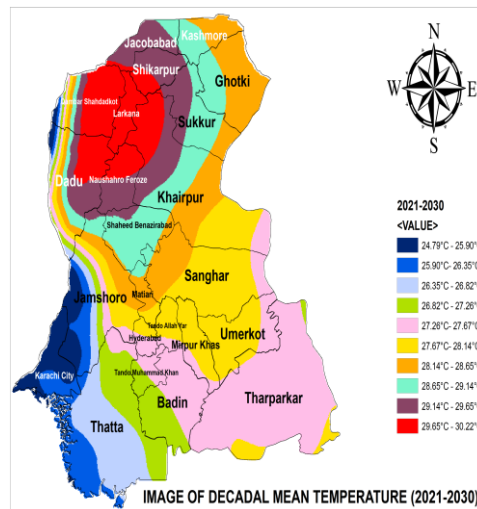 N
W E
S
Jacobabad
Kashmore
Shikarpur
Ghotki
Shahdadkot
Larkana
Sukkur
Dadu
Naushahro Feroze
Khairpur
Shaheed Benazirabad
Sanghar
Jamshoro
Matiari
Tando Allah Yar
Hyderabad
Mirpur Khas
Umerkot
Karachi City
Tando Muhammad Khan
Badin
Tharparkar
Thatta
2021-2030
<VALUE>
24.79°C - 25.90°
25.90°C - 26.35°
26.35°C - 26.82°
26.82°C - 27.26°
27.26°C - 27.67°
27.67°C - 28.14°
28.14°C - 28.65°
28.65°C - 29.14°
29.14°C - 29.65°
29.65°C - 30.22°
IMAGE OF DECADAL MEAN TEMPERATURE (2021-2030)